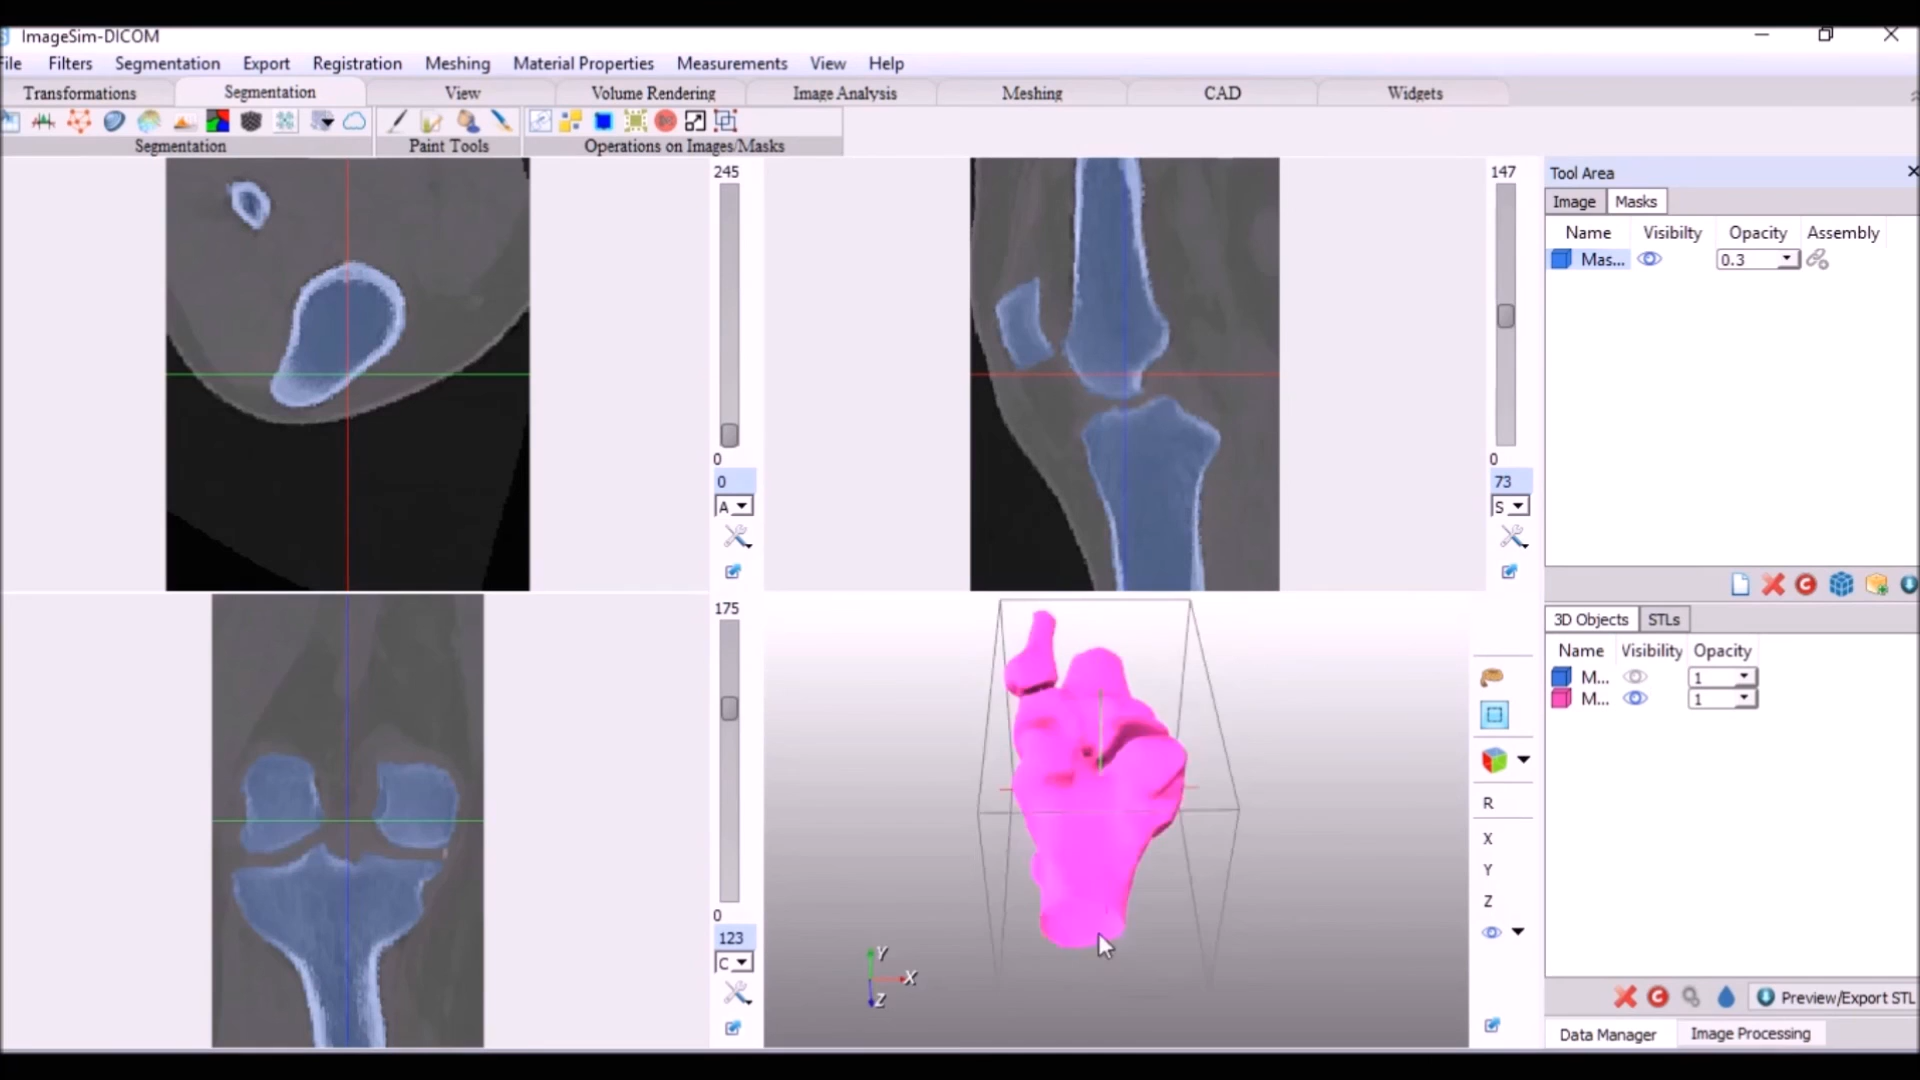 ImageSim-DICOM
File Filters Segmentation Export Registration Meshing Material Properties Measurements View Help
Transformations Segmentation View Volume Rendering Image Analysis Meshing CAD Widgets
Segmentation Paint Tools Operations on Images/Masks
245
0
0
A
147
0
73
S
175
0
123
C
Y
X
Z
R
X
Y
Z
Tool Area
Image Masks
Name Visibilty Opacity Assembly
Mas... 0.3
3D Objects STLs
Name Visibility Opacity
M... 1
M... 1
Preview/Export STL
Data Manager Image Processing